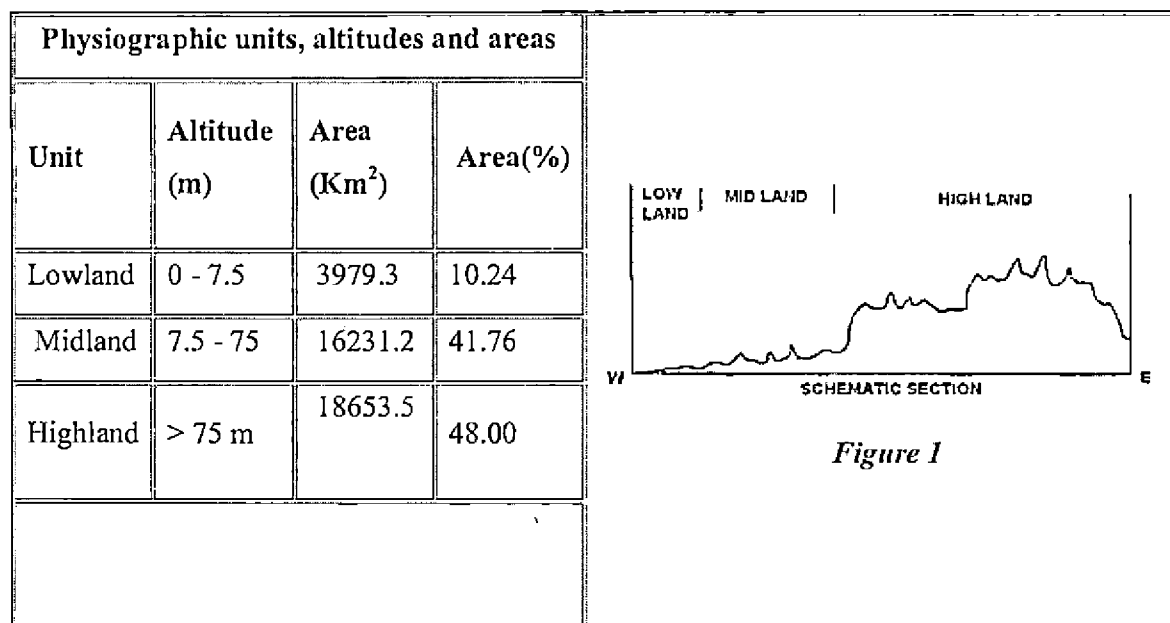 Physiographic units, altitudes and areas
Unit Altitude (m) Area (Km²) Area(%)
Lowland 0 - 7.5 3979.3 10.24
Midland 7.5 - 75 16231.2 41.76
Highland > 75 m 18653.5 48.00
LOW LAND MID LAND HIGH LAND
W E
SCHEMATIC SECTION
Figure 1